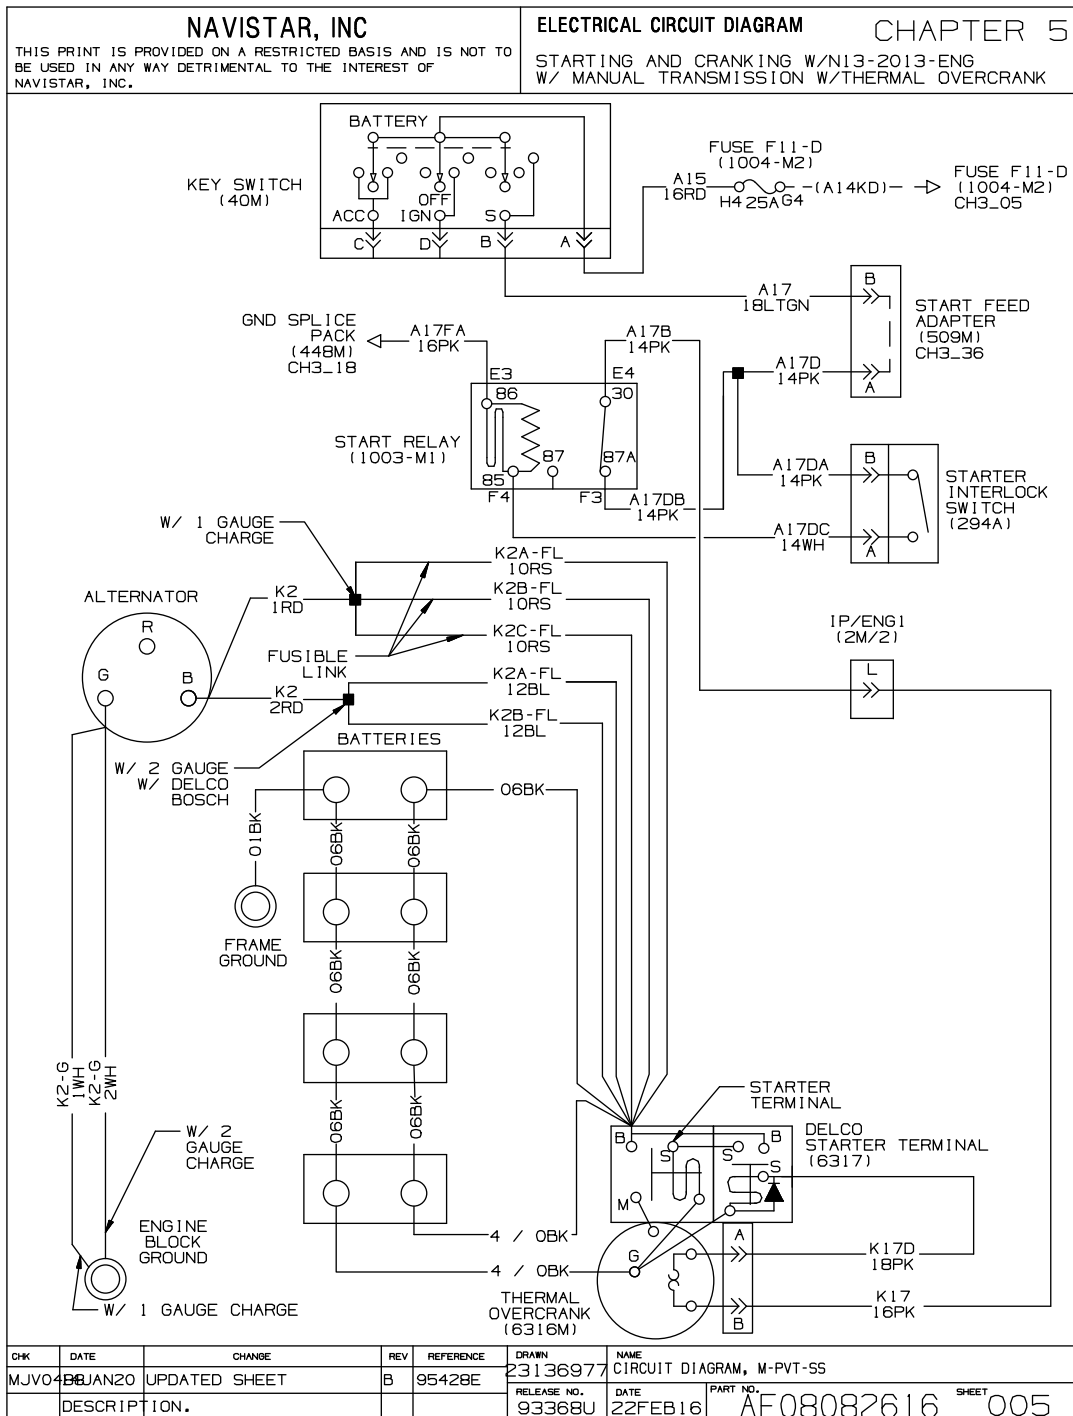 NAVISTAR, INC
THIS PRINT IS PROVIDED ON A RESTRICTED BASIS AND IS NOT TO
BE USED IN ANY WAY DETRIMENTAL TO THE INTEREST OF
NAVISTAR, INC.
ELECTRICAL CIRCUIT DIAGRAM
CHAPTER 5
STARTING AND CRANKING W/N13-2013-ENG
W/ MANUAL TRANSMISSION W/THERMAL OVERCRANK
BATTERY
KEY SWITCH
(40M)
OFF
ACC
IGN
S
C
D
B
A
A15
16RD
FUSE F11-D
(1004-M2)
H4
25A
G4
(A14KD)
FUSE F11-D
(1004-M2)
CH3_05
A17
18LTGN
B
A
START FEED
ADAPTER
(509M)
CH3_36
GND SPLICE
PACK
(448M)
CH3_18
A17FA
16PK
A17B
14PK
A17D
14PK
E3
E4
86
30
START RELAY
(1003-M1)
87
87A
85
F4
F3
A17DB
14PK
A17DA
14PK
A17DC
14WH
B
A
STARTER
INTERLOCK
SWITCH
(294A)
W/ 1 GAUGE
CHARGE
K2A-FL
10RS
K2B-FL
10RS
K2C-FL
10RS
K2A-FL
12BL
K2B-FL
12BL
ALTERNATOR
R
G
B
K2
1RD
K2
2RD
FUSIBLE
LINK
IP/ENG1
(2M/2)
L
W/ 2 GAUGE
W/ DELCO
BOSCH
BATTERIES
06BK
01BK
06BK
06BK
FRAME
GROUND
06BK
06BK
06BK
06BK
K2-G
1WH
K2-G
2WH
W/ 2
GAUGE
CHARGE
ENGINE
BLOCK
GROUND
W/ 1 GAUGE CHARGE
4 / 0BK
4 / 0BK
STARTER
TERMINAL
DELCO
STARTER TERMINAL
(6317)
B
S
S
B
S
M
G
THERMAL
OVERCRANK
(6316M)
A
B
K17D
18PK
K17
16PK
CHK
DATE
CHANGE
REV
REFERENCE
DRAWN
23136977
NAME
CIRCUIT DIAGRAM, M-PVT-SS
UPDATED SHEET
B
95428E
DESCRIPTION.
RELEASE NO.
93368U
DATE
22FEB16
PART NO.
AF08087616
SHEET
005